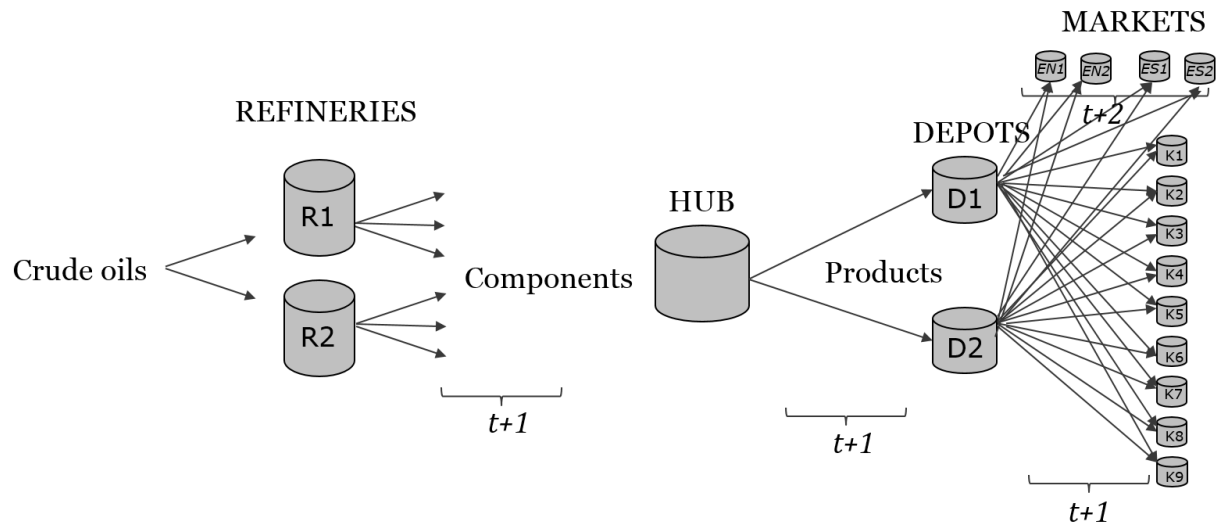 MARKETS
EN1
EN2
ES1
ES2
t+2
REFINERIES
DEPOTS
R1
HUB
D1
Crude oils
Components
Products
R2
D2
K1
K2
K3
K4
K5
K6
K7
K8
K9
t+1
t+1
t+1